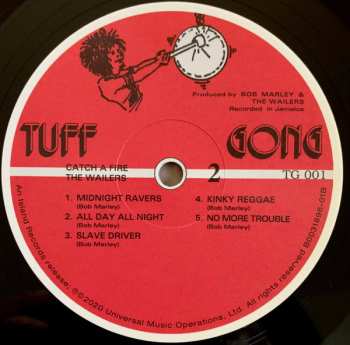 Produced by BOB MARLEY &
THE WAILERS
Recorded in Jamaica
TUFF GONG
CATCH A FIRE
THE WAILERS
2
TG 001
1. MIDNIGHT RAVERS
(Bob Marley)
2. ALL DAY ALL NIGHT
(Bob Marley)
3. SLAVE DRIVER
(Bob Marley)
4. KINKY REGGAE
(Bob Marley)
5. NO MORE TROUBLE
(Bob Marley)
An Island Records release, ℗©2020 Universal Music Operations, Ltd. All rights reserved B0031896-01B